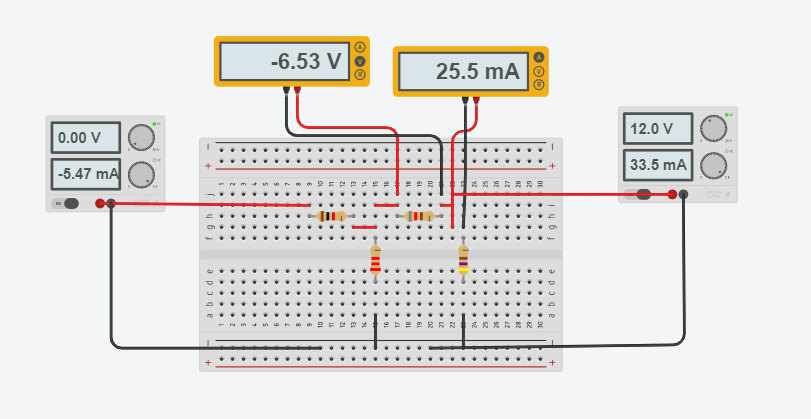 -6.53 V
A
V
R
25.5 mA
A
V
R
0.00 V
-5.47 mA
12.0 V
33.5 mA
1 2 3 4 5 6 7 8 9 10 11 12 13 14 15 16 17 18 19 20 21 22 23 24 25 26 27 28 29 30
j j
i i
h h
g g
f f
e e
d d
c c
b b
a a
1 2 3 4 5 6 7 8 9 10 11 12 13 14 15 16 17 18 19 20 21 22 23 24 25 26 27 28 29 30